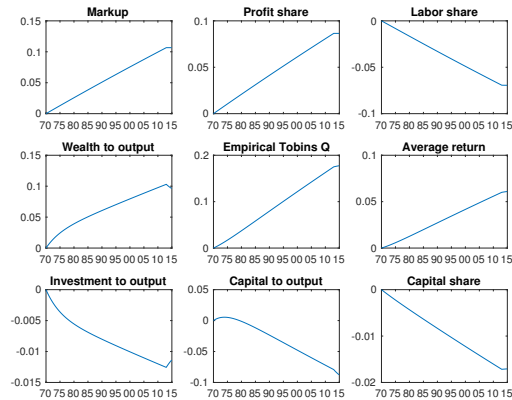 Markup Profit share Labor share
0.15 0.1 0
0.1
0.05 -0.05
0.05
0 0 -0.1
70 75 80 85 90 95 00 05 10 15 70 75 80 85 90 95 00 05 10 15 70 75 80 85 90 95 00 05 10 15
Wealth to output Empirical Tobins Q Average return
0.15 0.2 0.1
0.1
0.1 0.05
0.05
0 0 0
70 75 80 85 90 95 00 05 10 15 70 75 80 85 90 95 00 05 10 15 70 75 80 85 90 95 00 05 10 15
Investment to output Capital to output Capital share
0 0.05 0
-0.005 0
-0.01
-0.01 -0.05
-0.015 -0.1 -0.02
70 75 80 85 90 95 00 05 10 15 70 75 80 85 90 95 00 05 10 15 70 75 80 85 90 95 00 05 10 15